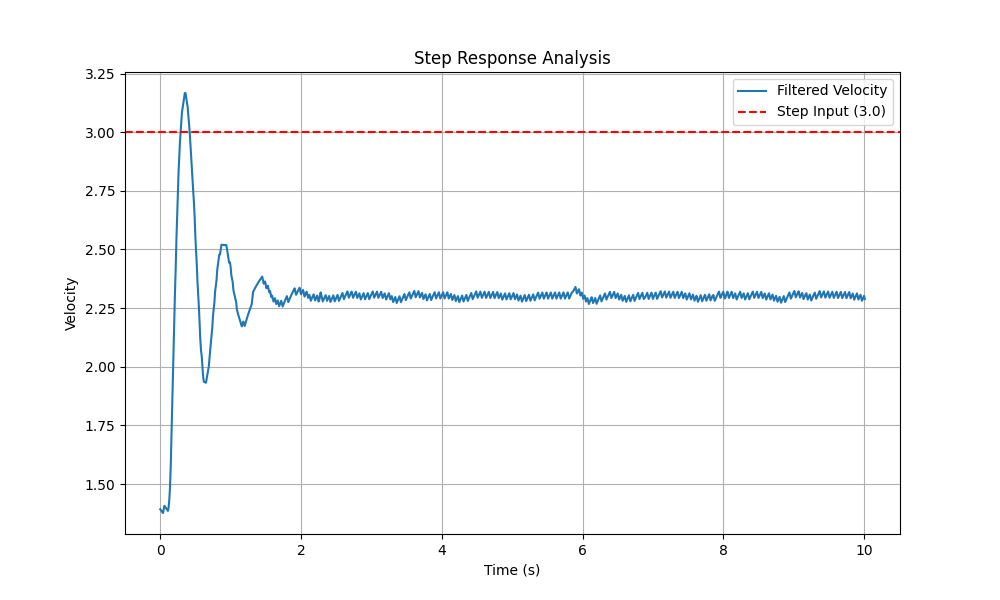 Step Response Analysis
Filtered Velocity
Step Input (3.0)
Velocity
3.25
3.00
2.75
2.50
2.25
2.00
1.75
1.50
0 2 4 6 8 10
Time (s)